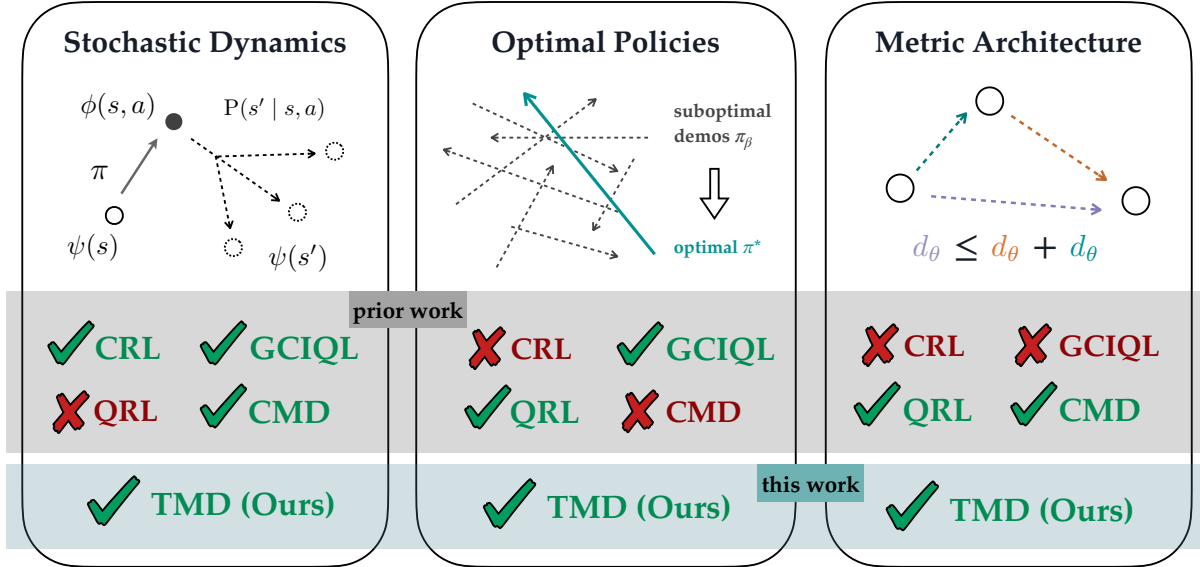 Stochastic Dynamics
ϕ(s, a)
P(s′ | s, a)
π
ψ(s)
ψ(s′)
Optimal Policies
suboptimal
demos π_β
optimal π*
Metric Architecture
d_θ ≤ d_θ + d_θ
prior work
CRL GCIQL
QRL CMD
CRL GCIQL
QRL CMD
CRL GCIQL
QRL CMD
this work
TMD (Ours)
TMD (Ours)
TMD (Ours)